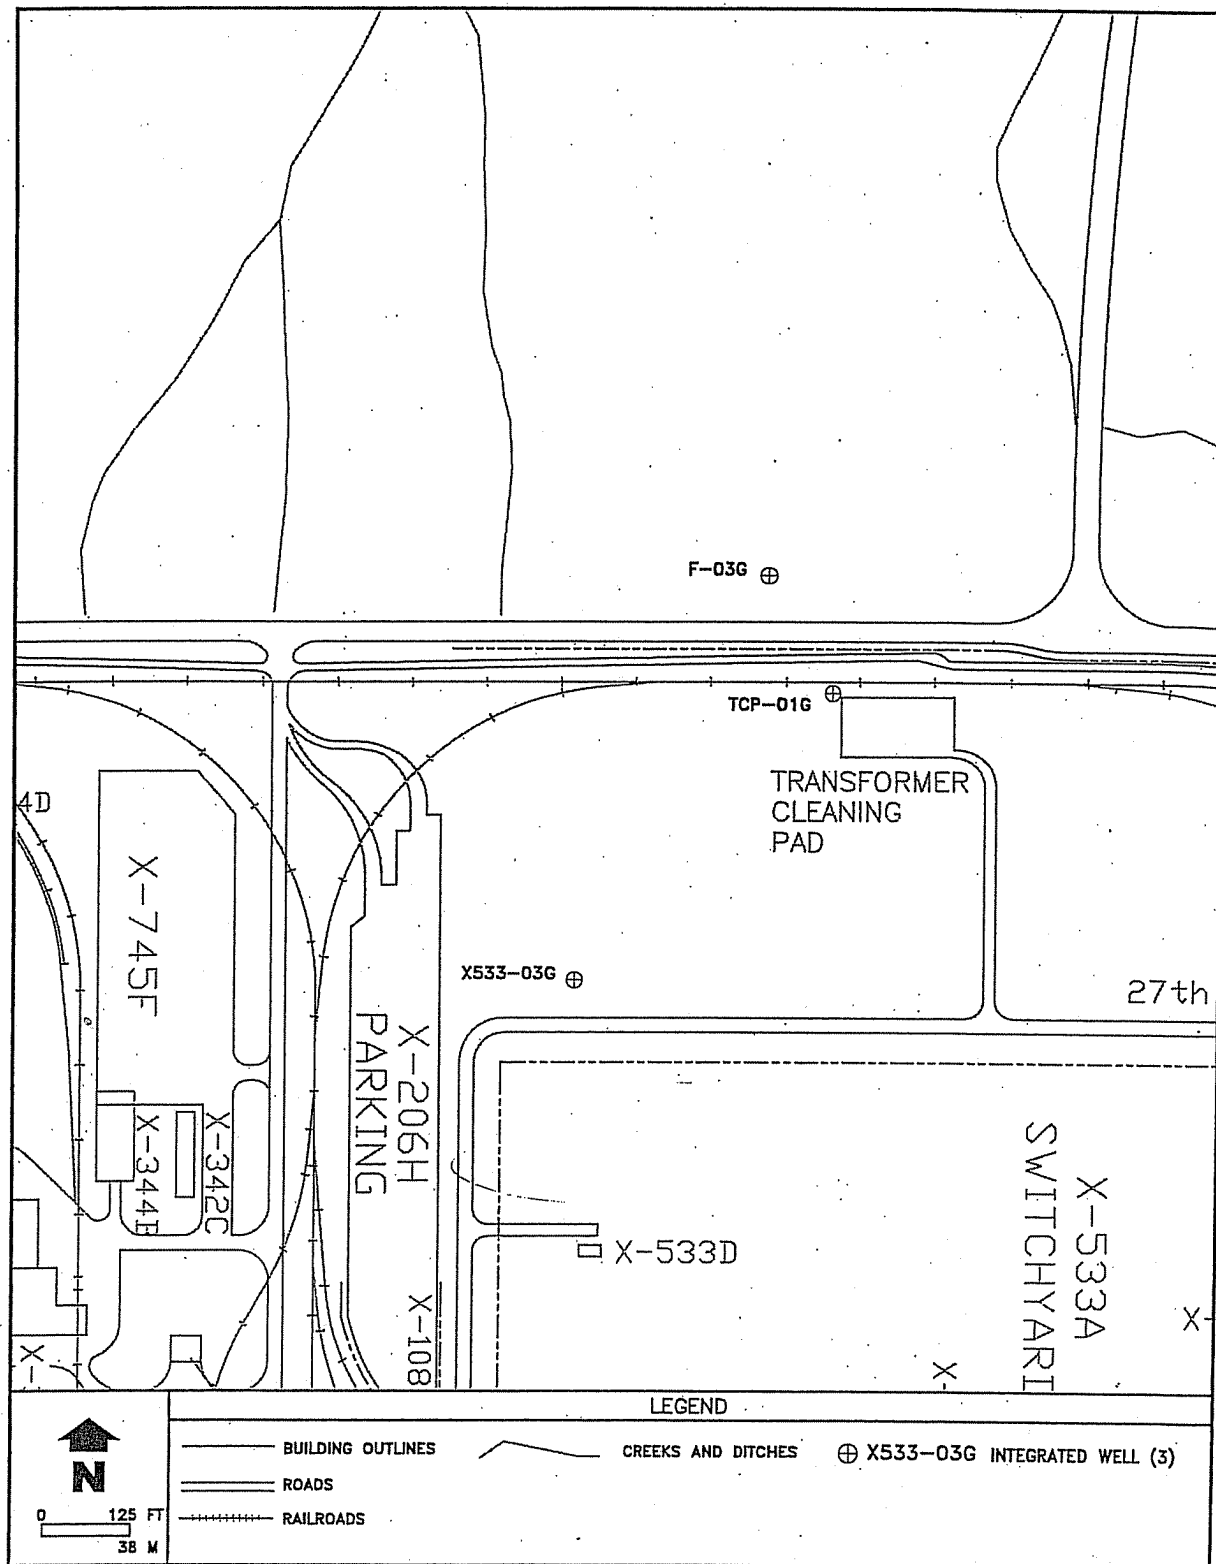 F-03G
TCP-01G
TRANSFORMER
CLEANING
PAD
4D
X-745F
X533-03G
27th
X-206H
PARKING
X-344E
X-342C
X-533D
X-533A
SWITCHYARD
X-108
X-
X-
X-
LEGEND
N
0 125 FT
38 M
BUILDING OUTLINES
ROADS
RAILROADS
CREEKS AND DITCHES
X533-03G INTEGRATED WELL (3)